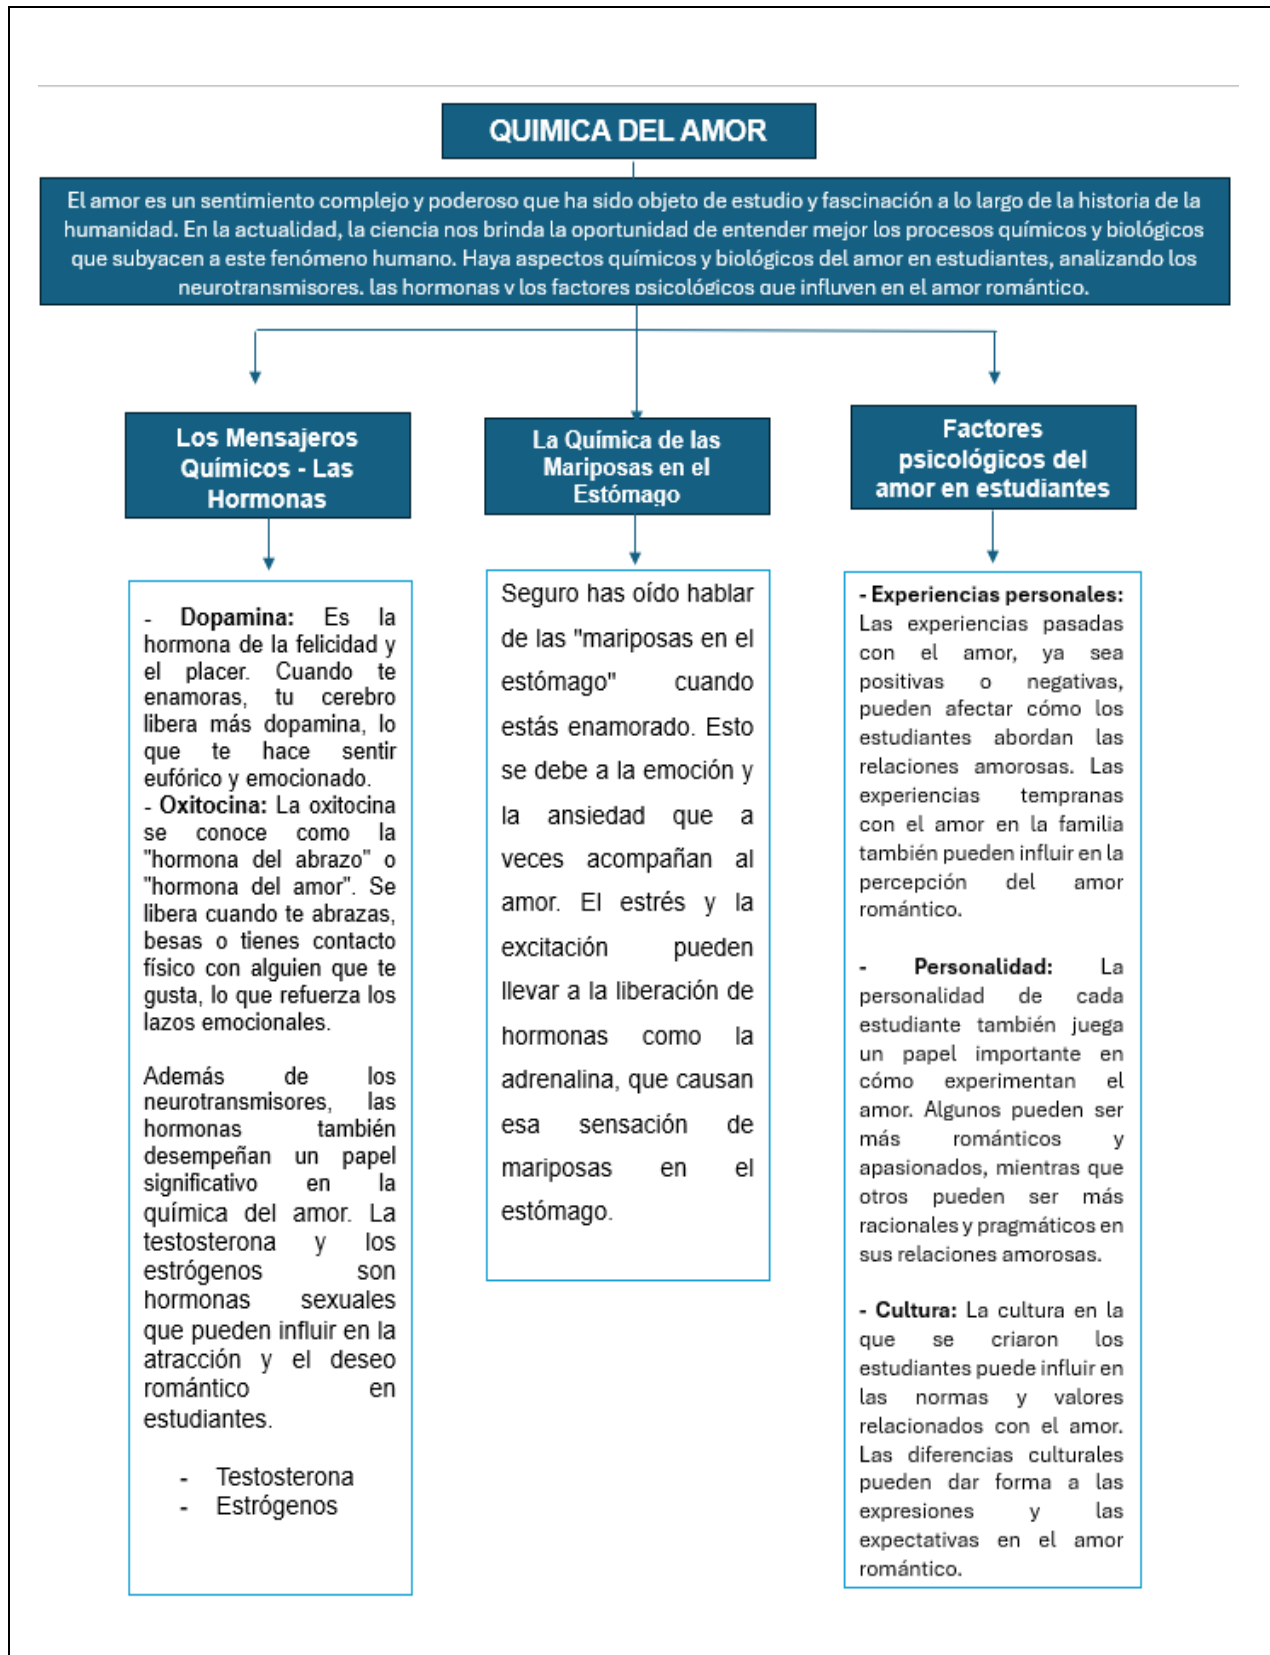 QUIMICA DEL AMOR
El amor es un sentimiento complejo y poderoso que ha sido objeto de estudio y fascinación a lo largo de la historia de la
humanidad. En la actualidad, la ciencia nos brinda la oportunidad de entender mejor los procesos químicos y biológicos
que subyacen a este fenómeno humano. Haya aspectos químicos y biológicos del amor en estudiantes, analizando los
neurotransmisores, las hormonas y los factores psicológicos que influyen en el amor romántico.
Los Mensajeros
Químicos - Las
Hormonas
- Dopamina: Es la
hormona de la felicidad y
el placer. Cuando te
enamoras, tu cerebro
libera más dopamina, lo
que te hace sentir
eufórico y emocionado.
- Oxitocina: La oxitocina
se conoce como la
"hormona del abrazo" o
"hormona del amor". Se
libera cuando te abrazas,
besas o tienes contacto
físico con alguien que te
gusta, lo que refuerza los
lazos emocionales.
Además de los
neurotransmisores, las
hormonas también
desempeñan un papel
significativo en la
química del amor. La
testosterona y los
estrógenos son
hormonas sexuales
que pueden influir en la
atracción y el deseo
romántico en
estudiantes.
- Testosterona
- Estrógenos
La Química de las
Mariposas en el
Estómago
Seguro has oído hablar
de las "mariposas en el
estómago" cuando
estás enamorado. Esto
se debe a la emoción y
la ansiedad que a
veces acompañan al
amor. El estrés y la
excitación pueden
llevar a la liberación de
hormonas como la
adrenalina, que causan
esa sensación de
mariposas en el
estómago.
Factores
psicológicos del
amor en estudiantes
- Experiencias personales:
Las experiencias pasadas
con el amor, ya sea
positivas o negativas,
pueden afectar cómo los
estudiantes abordan las
relaciones amorosas. Las
experiencias tempranas
con el amor en la familia
también pueden influir en la
percepción del amor
romántico.
- Personalidad: La
personalidad de cada
estudiante también juega
un papel importante en
cómo experimentan el
amor. Algunos pueden ser
más románticos y
apasionados, mientras que
otros pueden ser más
racionales y pragmáticos en
sus relaciones amorosas.
- Cultura: La cultura en la
que se criaron los
estudiantes puede influir en
las normas y valores
relacionados con el amor.
Las diferencias culturales
pueden dar forma a las
expresiones y las
expectativas en el amor
romántico.